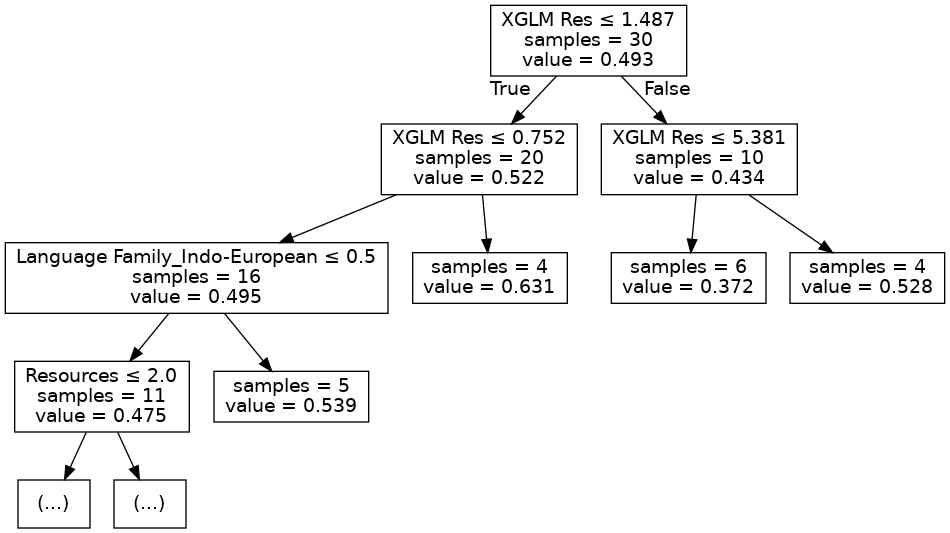 XGLM Res ≤ 1.487
samples = 30
value = 0.493
True
False
XGLM Res ≤ 0.752
samples = 20
value = 0.522
XGLM Res ≤ 5.381
samples = 10
value = 0.434
Language Family_Indo-European ≤ 0.5
samples = 16
value = 0.495
samples = 4
value = 0.631
samples = 6
value = 0.372
samples = 4
value = 0.528
Resources ≤ 2.0
samples = 11
value = 0.475
samples = 5
value = 0.539
(...)
(...)